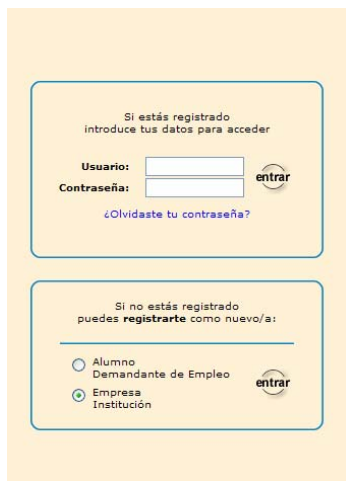 Si estás registrado
introduce tus datos para acceder
Usuario:
entrar
Contraseña:
¿Olvidaste tu contraseña?
Si no estás registrado
puedes registrarte como nuevo/a:
Alumno
Demandante de Empleo
entrar
Empresa
Institución